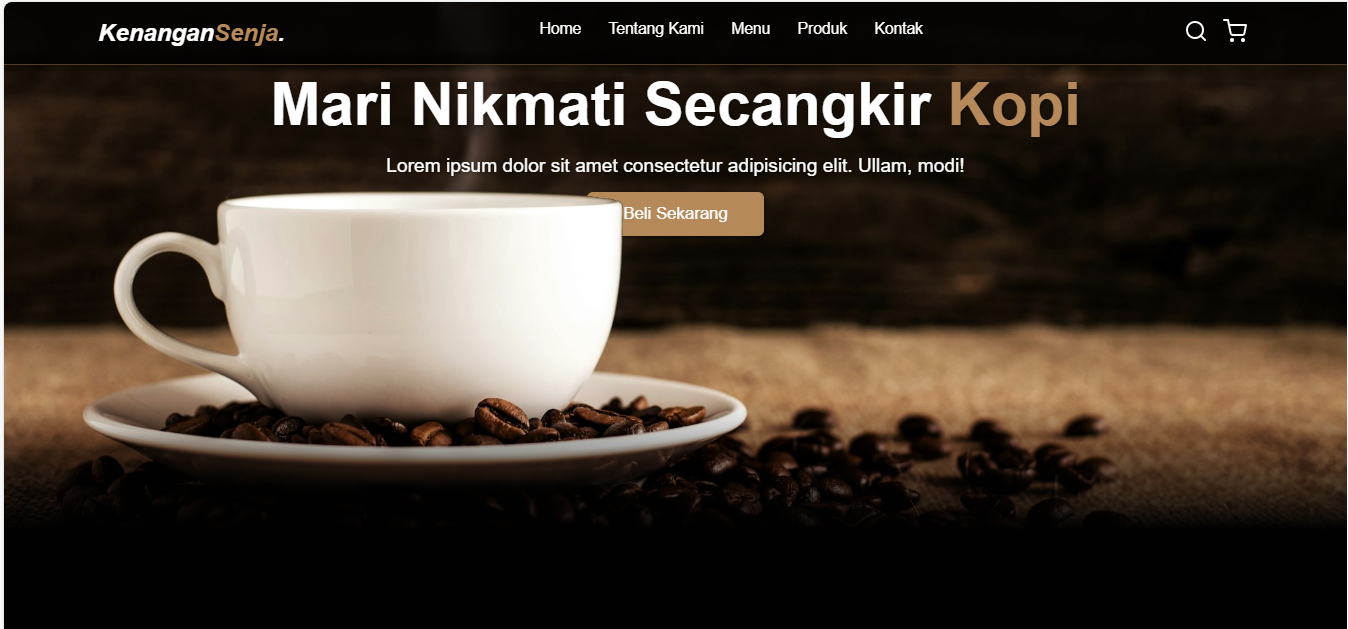 KenanganSenja.
Home Tentang Kami Menu Produk Kontak
Mari Nikmati Secangkir Kopi
Lorem ipsum dolor sit amet consectetur adipisicing elit. Ullam, modi!
Beli Sekarang